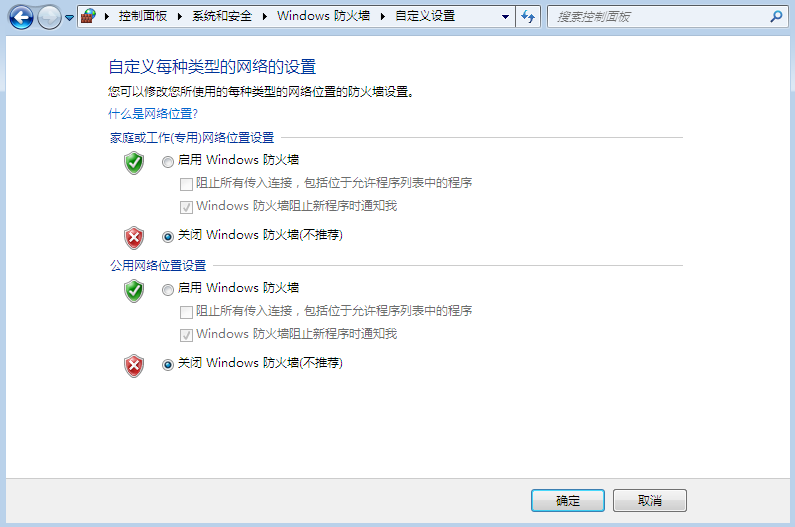 控制面板 系统和安全 Windows 防火墙 自定义设置 搜索控制面板
自定义每种类型的网络的设置
您可以修改您所使用的每种类型的网络位置的防火墙设置。
什么是网络位置?
家庭或工作(专用)网络位置设置
启用 Windows 防火墙
阻止所有传入连接，包括位于允许程序列表中的程序
Windows 防火墙阻止新程序时通知我
关闭 Windows 防火墙(不推荐)
公用网络位置设置
启用 Windows 防火墙
阻止所有传入连接，包括位于允许程序列表中的程序
Windows 防火墙阻止新程序时通知我
关闭 Windows 防火墙(不推荐)
确定 取消